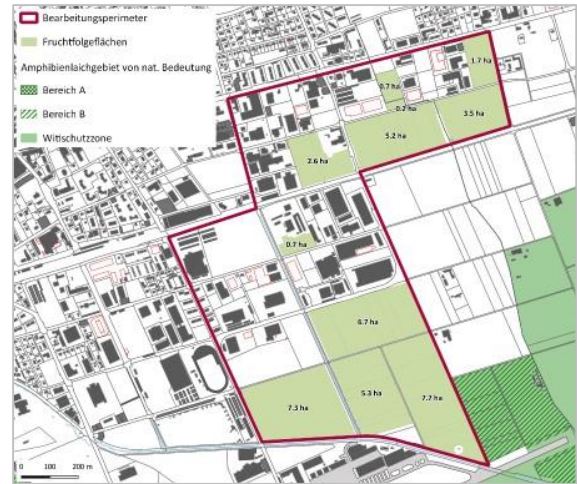 Bearbeitungsperimeter
Fruchtfolgeflächen
Amphibienlaichgebiet von nat. Bedeutung
Bereich A
Bereich B
Witischutzzone
1.7 ha
0.7 ha
0.2 ha
3.5 ha
5.2 ha
2.6 ha
0.7 ha
6.7 ha
5.3 ha
7.3 ha
7.7 ha
0 100 200 m